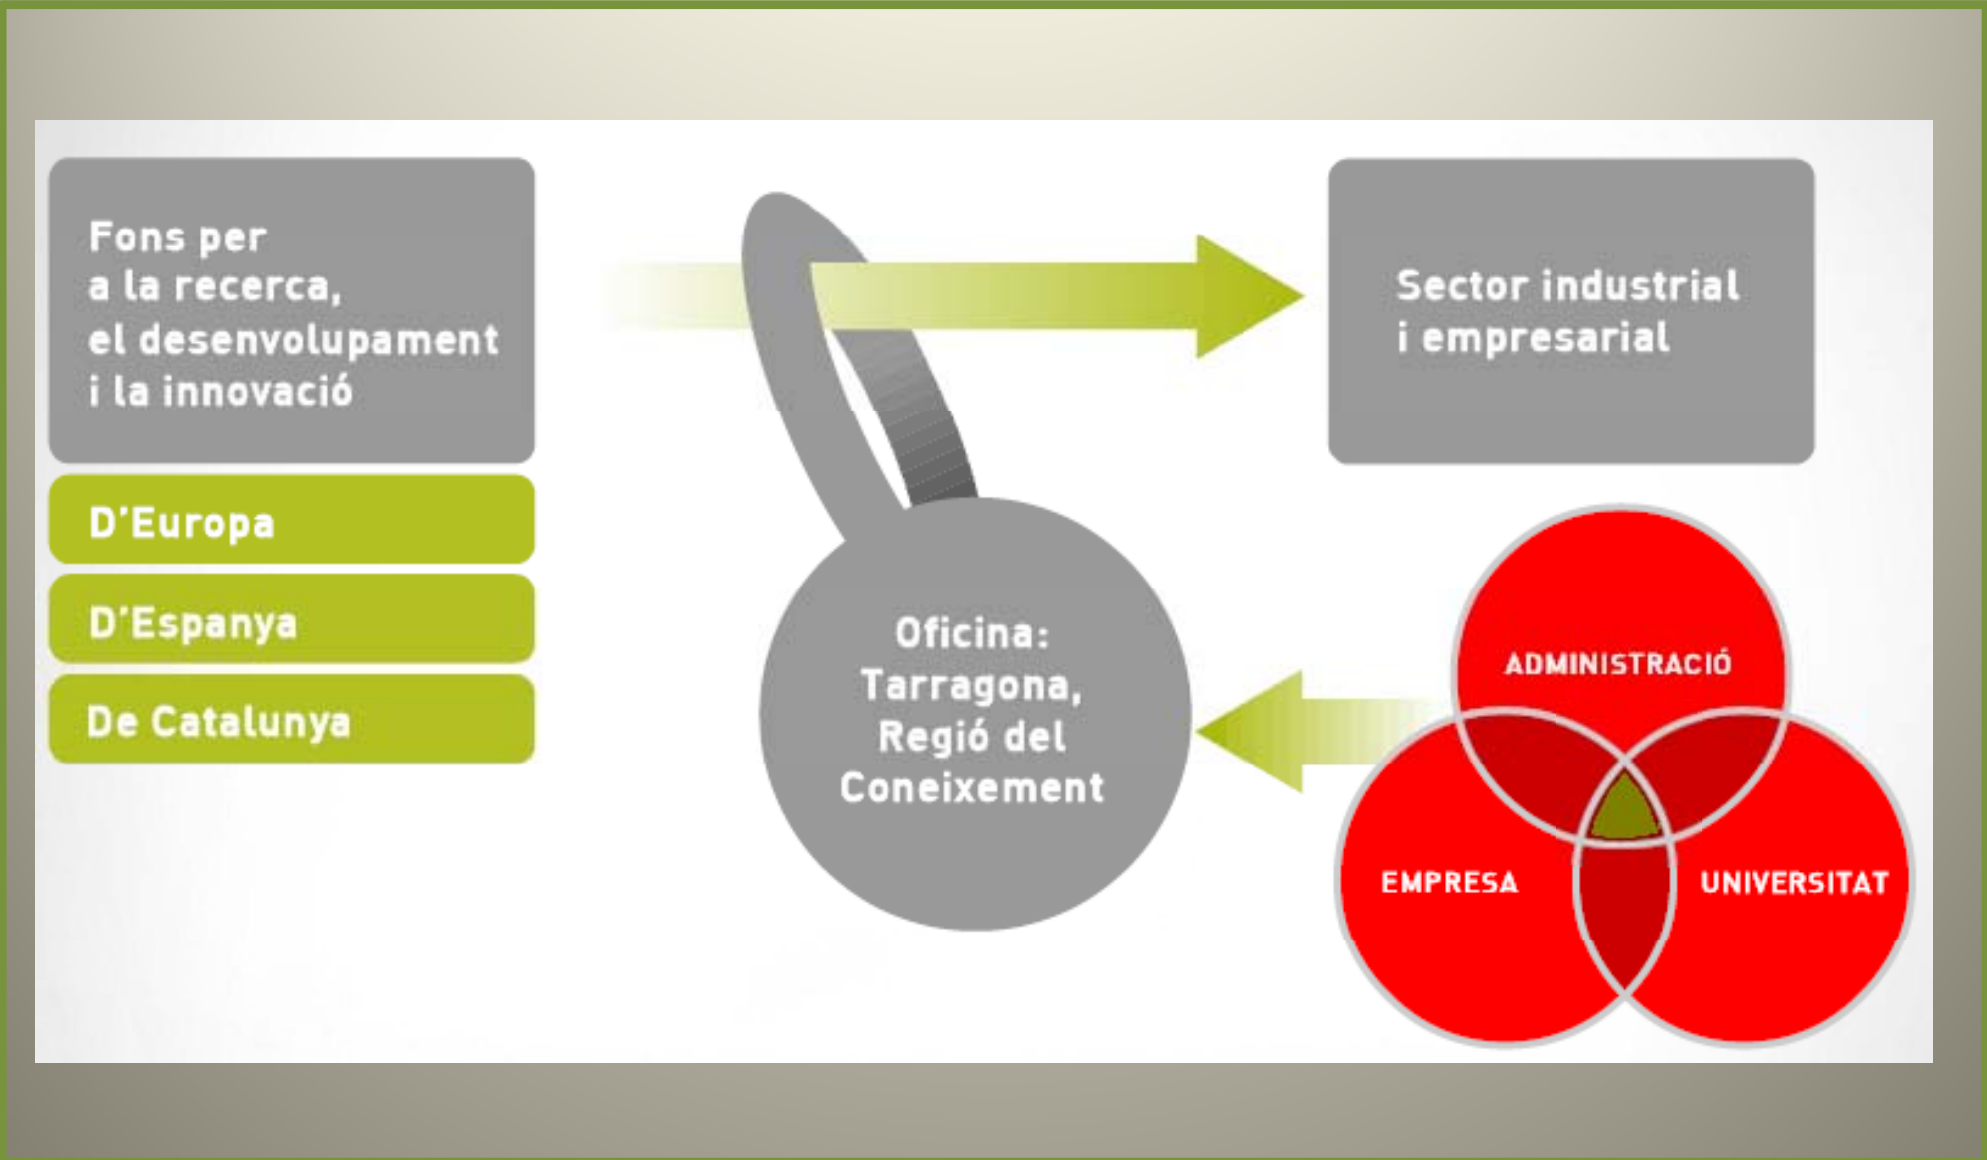 Fons per
a la recerca,
el desenvolupament
i la innovació
D'Europa
D'Espanya
De Catalunya
Oficina:
Tarragona,
Regió del
Coneixement
Sector industrial
i empresarial
ADMINISTRACIÓ
EMPRESA
UNIVERSITAT